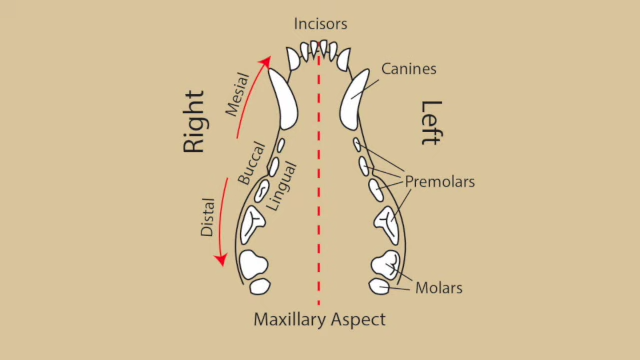 Incisors
Canines
Mesial
Right
Left
Buccal
Lingual
Premolars
Distal
Molars
Maxillary Aspect